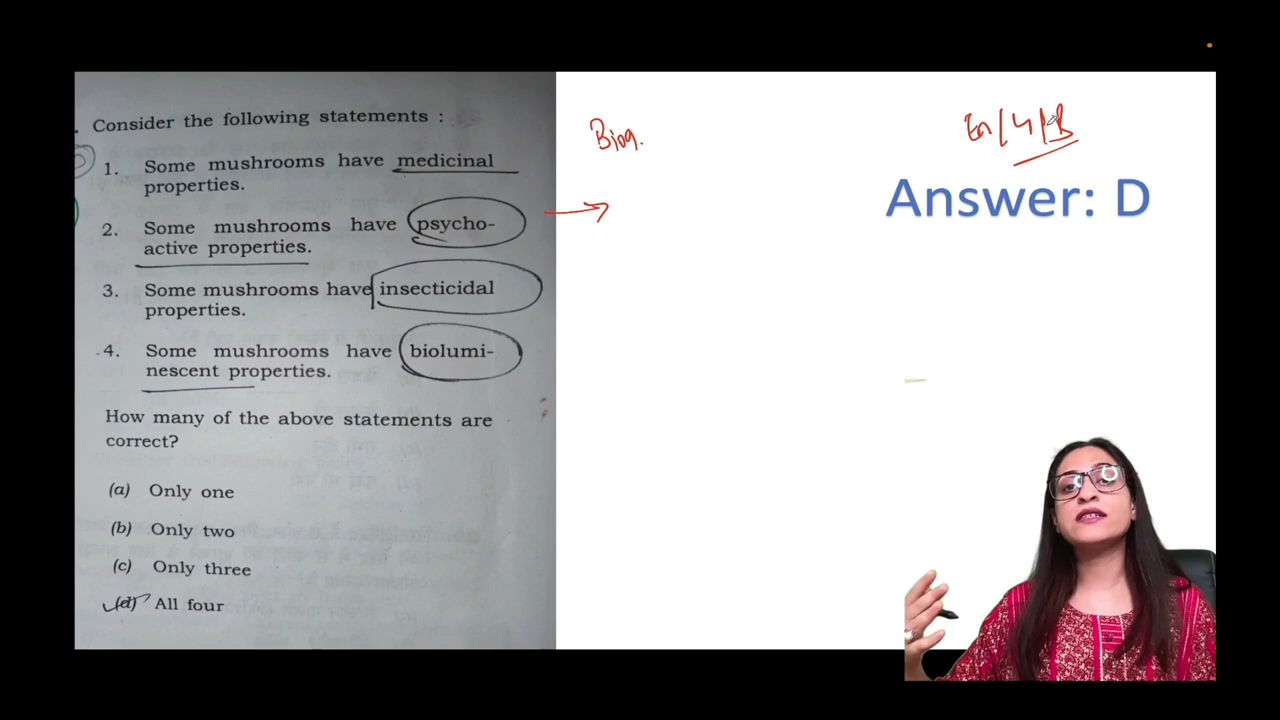 Consider the following statements :
1. Some mushrooms have medicinal
properties.
2. Some mushrooms have psycho-
active properties.
3. Some mushrooms have insecticidal
properties.
4. Some mushrooms have biolumi-
nescent properties.
How many of the above statements are
correct?
(a) Only one
(b) Only two
(c) Only three
(d) All four
Answer: D